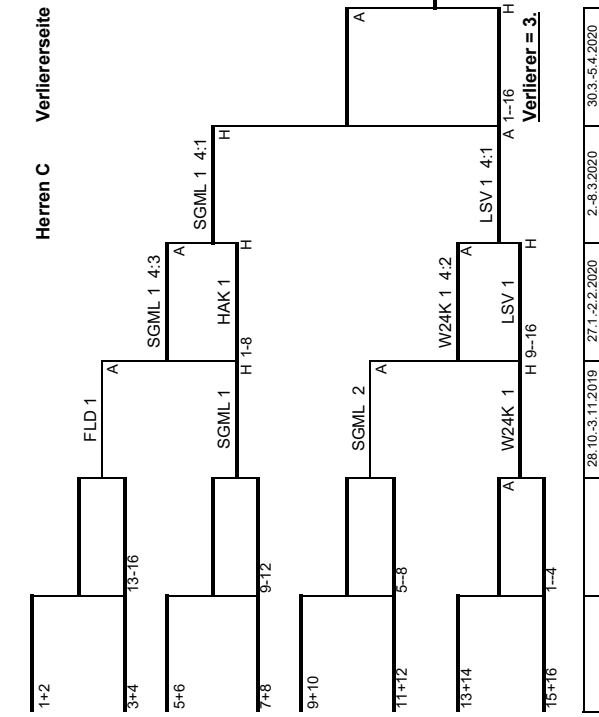 Herren C Verliererseite
1+2
3+4
13-16
5+6
7+8
9-12
9+10
11+12
5--8
13+14
15+16
1--4
A
FLD 1
A
SGML 1
H 1-8
SGML 2
A
W24K 1
H 9--16
SGML 1 4:3
A
HAK 1
H
W24K 1 4:2
A
LSV 1
H
SGML 1 4:1
H
LSV 1 4:1
A 1--16
A
H
Verlierer = 3.
28.10.-3.11.2019
27.1.-2.2.2020
2.-8.3.2020
30.3.-5.4.2020